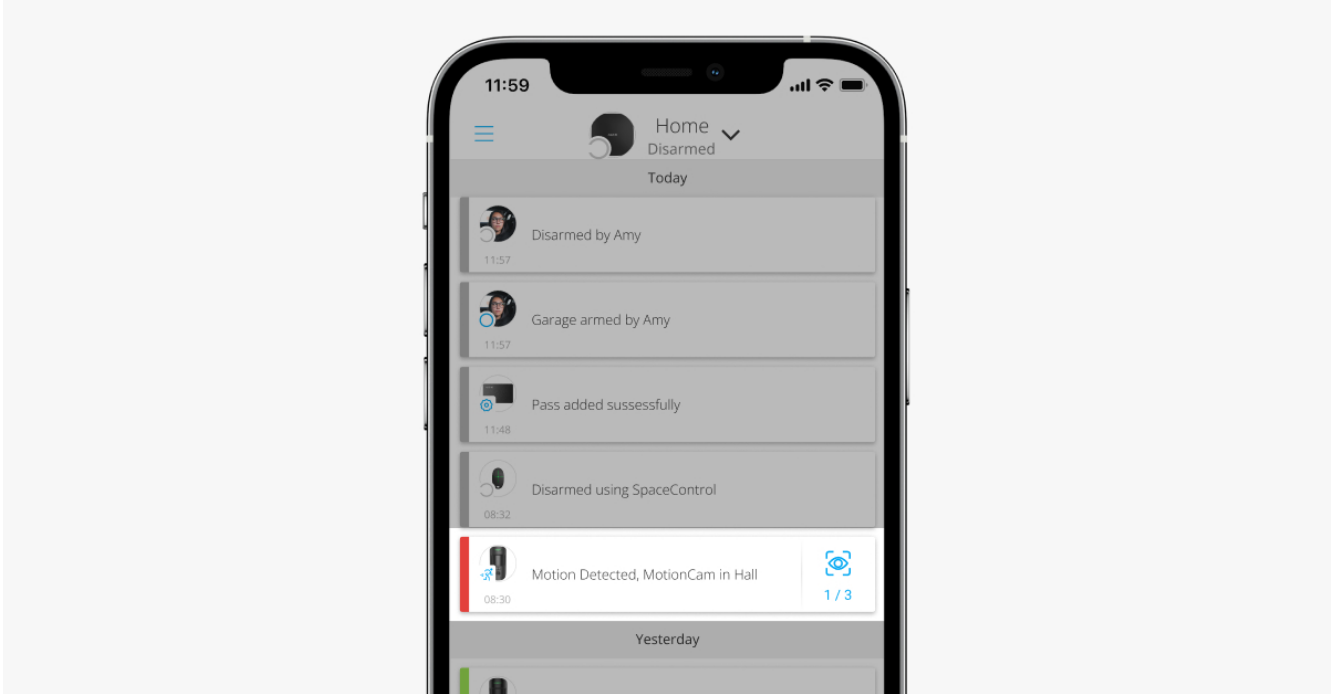 11:59
Home
Disarmed
Today
Disarmed by Amy
11:57
Garage armed by Amy
11:57
Pass added sussessfully
11:48
Disarmed using SpaceControl
08:32
Motion Detected, MotionCam in Hall
08:30
1 / 3
Yesterday